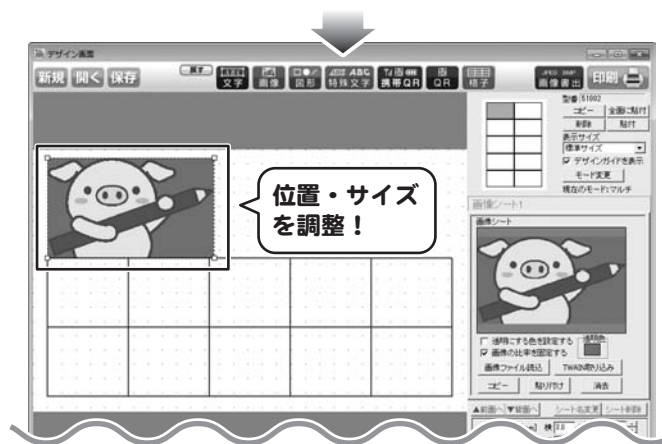 デザイン画面
新規 開く 保存 戻す 文字 画像 図形 特殊文字 携帯QR QR 格子 画像書出 印刷
型番 51002
コピー 全面に貼付
削除 貼付
表示サイズ
標準サイズ
デザインガイドを表示
モード変更
現在のモード:マルチ
画像シート1
画像シート
位置・サイズ
を調整!
透明にする色を設定する 透明色
画像の比率を固定する
画像ファイル読込 TWAIN取り込み
コピー 貼り付け 消去
▲前面へ ▼背面へ シート名変更 シート削除
横